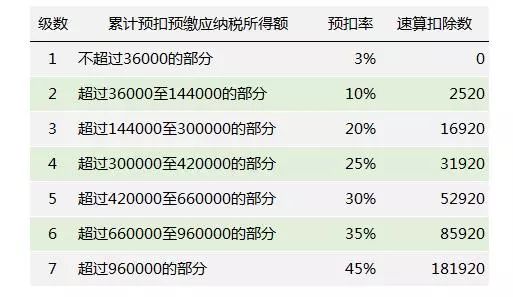 级数 累计预扣预缴应纳税所得额 预扣率 速算扣除数
1 不超过36000的部分 3% 0
2 超过36000至144000的部分 10% 2520
3 超过144000至300000的部分 20% 16920
4 超过300000至420000的部分 25% 31920
5 超过420000至660000的部分 30% 52920
6 超过660000至960000的部分 35% 85920
7 超过960000的部分 45% 181920